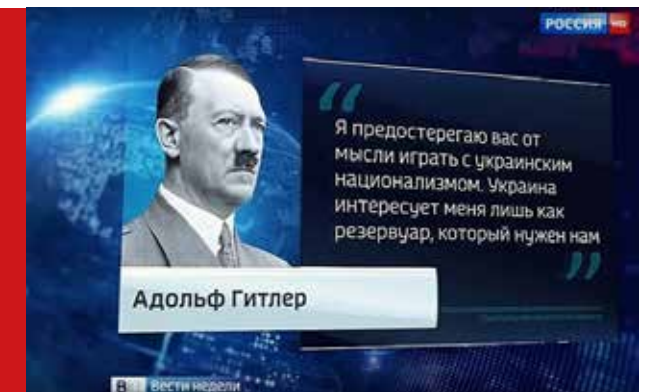 РОССИЯ HD
“
Я предостерегаю вас от
мысли играть с украинским
национализмом. Украина
интересует меня лишь как
резервуар, который нужен нам
”
Адольф Гитлер
Вести недели